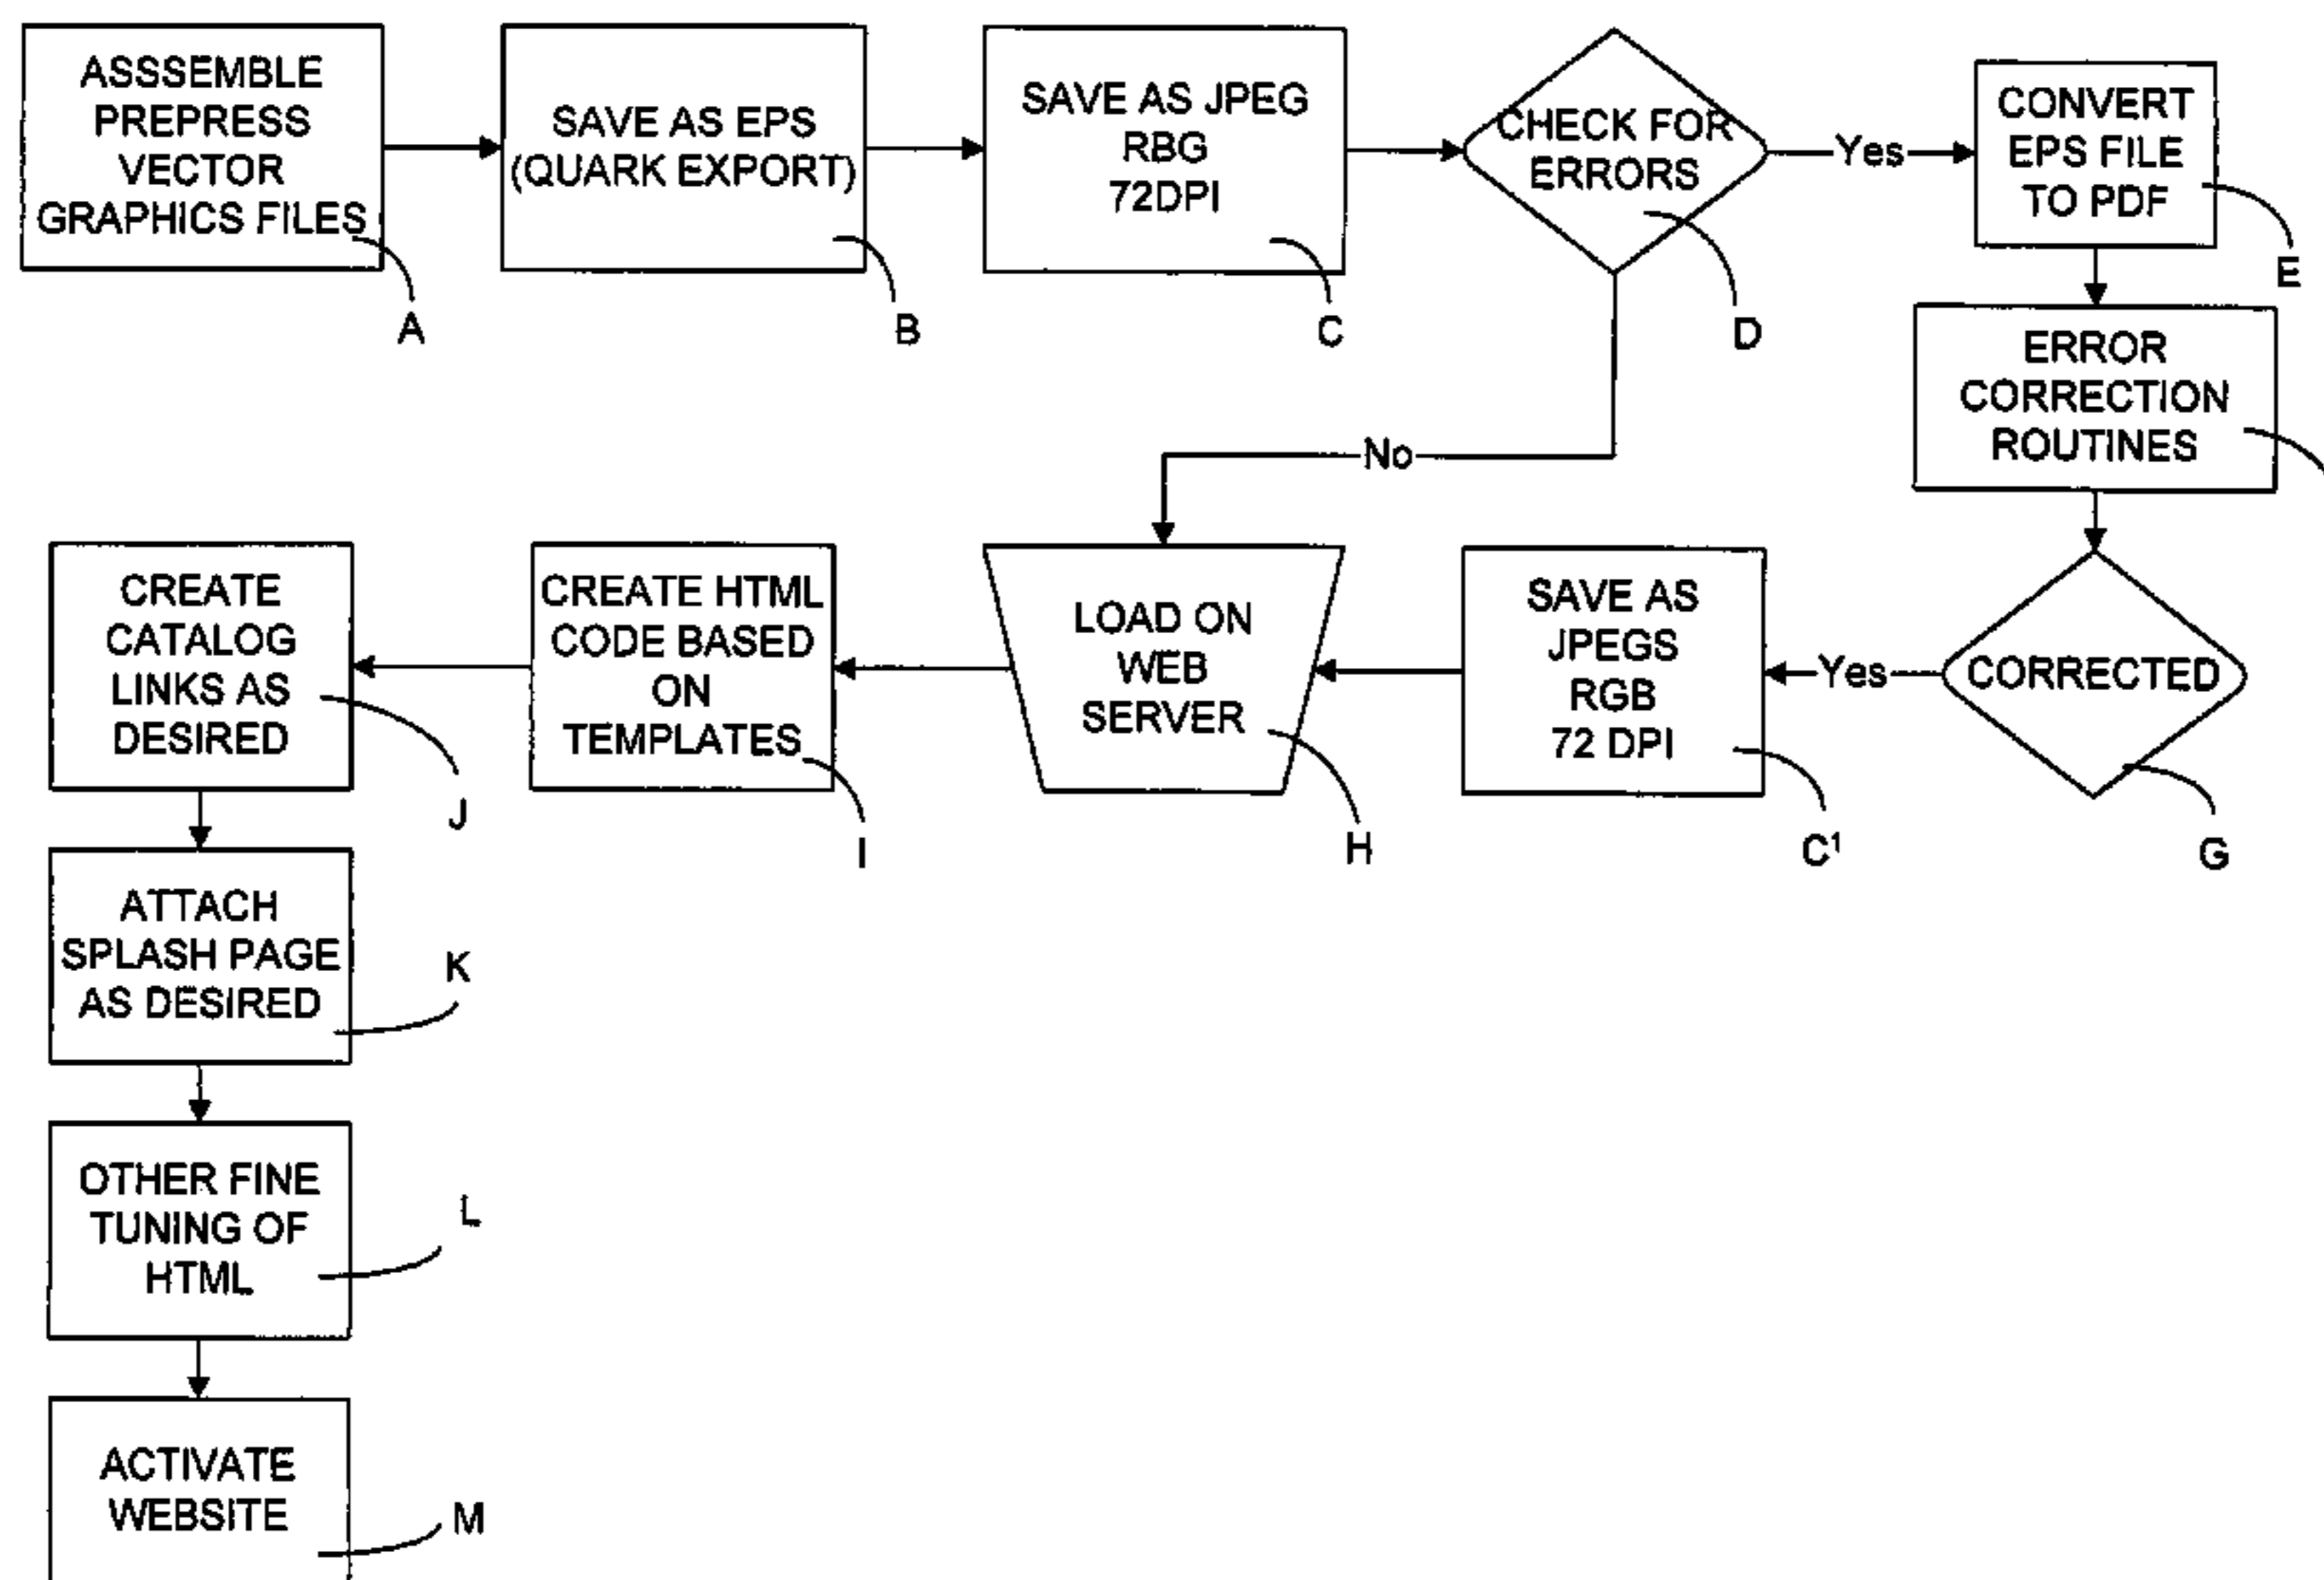 ASSSEMBLE
PREPRESS
VECTOR
GRAPHICS FILES
A
SAVE AS EPS
(QUARK EXPORT)
B
SAVE AS JPEG
RBG
72DPI
C
CHECK FOR
ERRORS
D
Yes
No
CONVERT
EPS FILE
TO PDF
E
ERROR
CORRECTION
ROUTINES
CORRECTED
G
Yes
SAVE AS
JPEGS
RGB
72 DPI
C¹
LOAD ON
WEB
SERVER
H
CREATE HTML
CODE BASED
ON
TEMPLATES
I
CREATE
CATALOG
LINKS AS
DESIRED
J
ATTACH
SPLASH PAGE
AS DESIRED
K
OTHER FINE
TUNING OF
HTML
L
ACTIVATE
WEBSITE
M